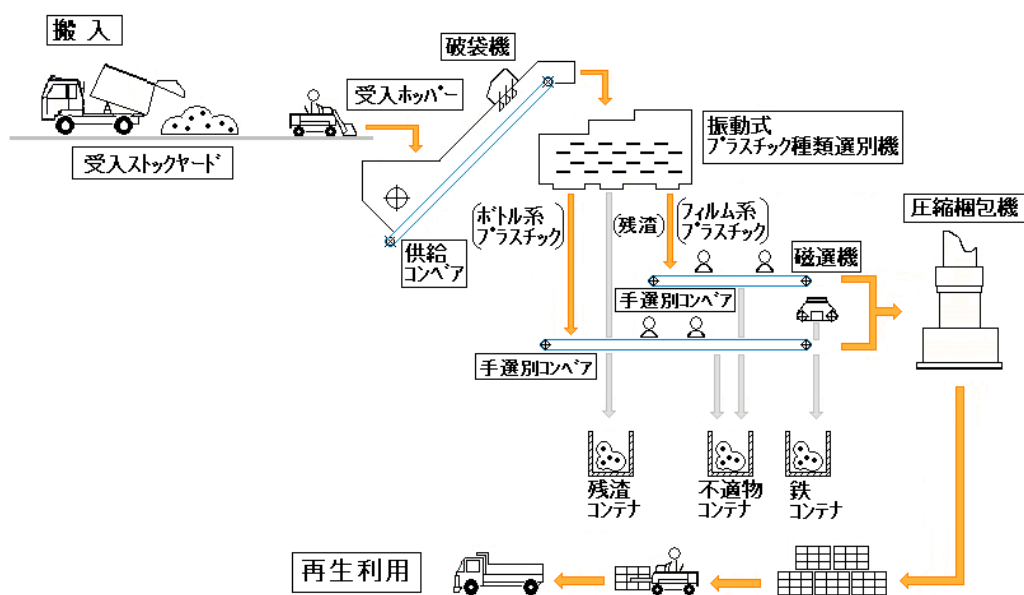 搬入
破袋機
受入ホッパー
受入ストックヤード
振動式
プラスチック種類選別機
供給
コンベア
(ボトル系
プラスチック)
(残渣)
(フィルム系
プラスチック)
磁選機
圧縮梱包機
手選別コンベア
手選別コンベア
残渣
コンテナ
不適物
コンテナ
鉄
コンテナ
再生利用